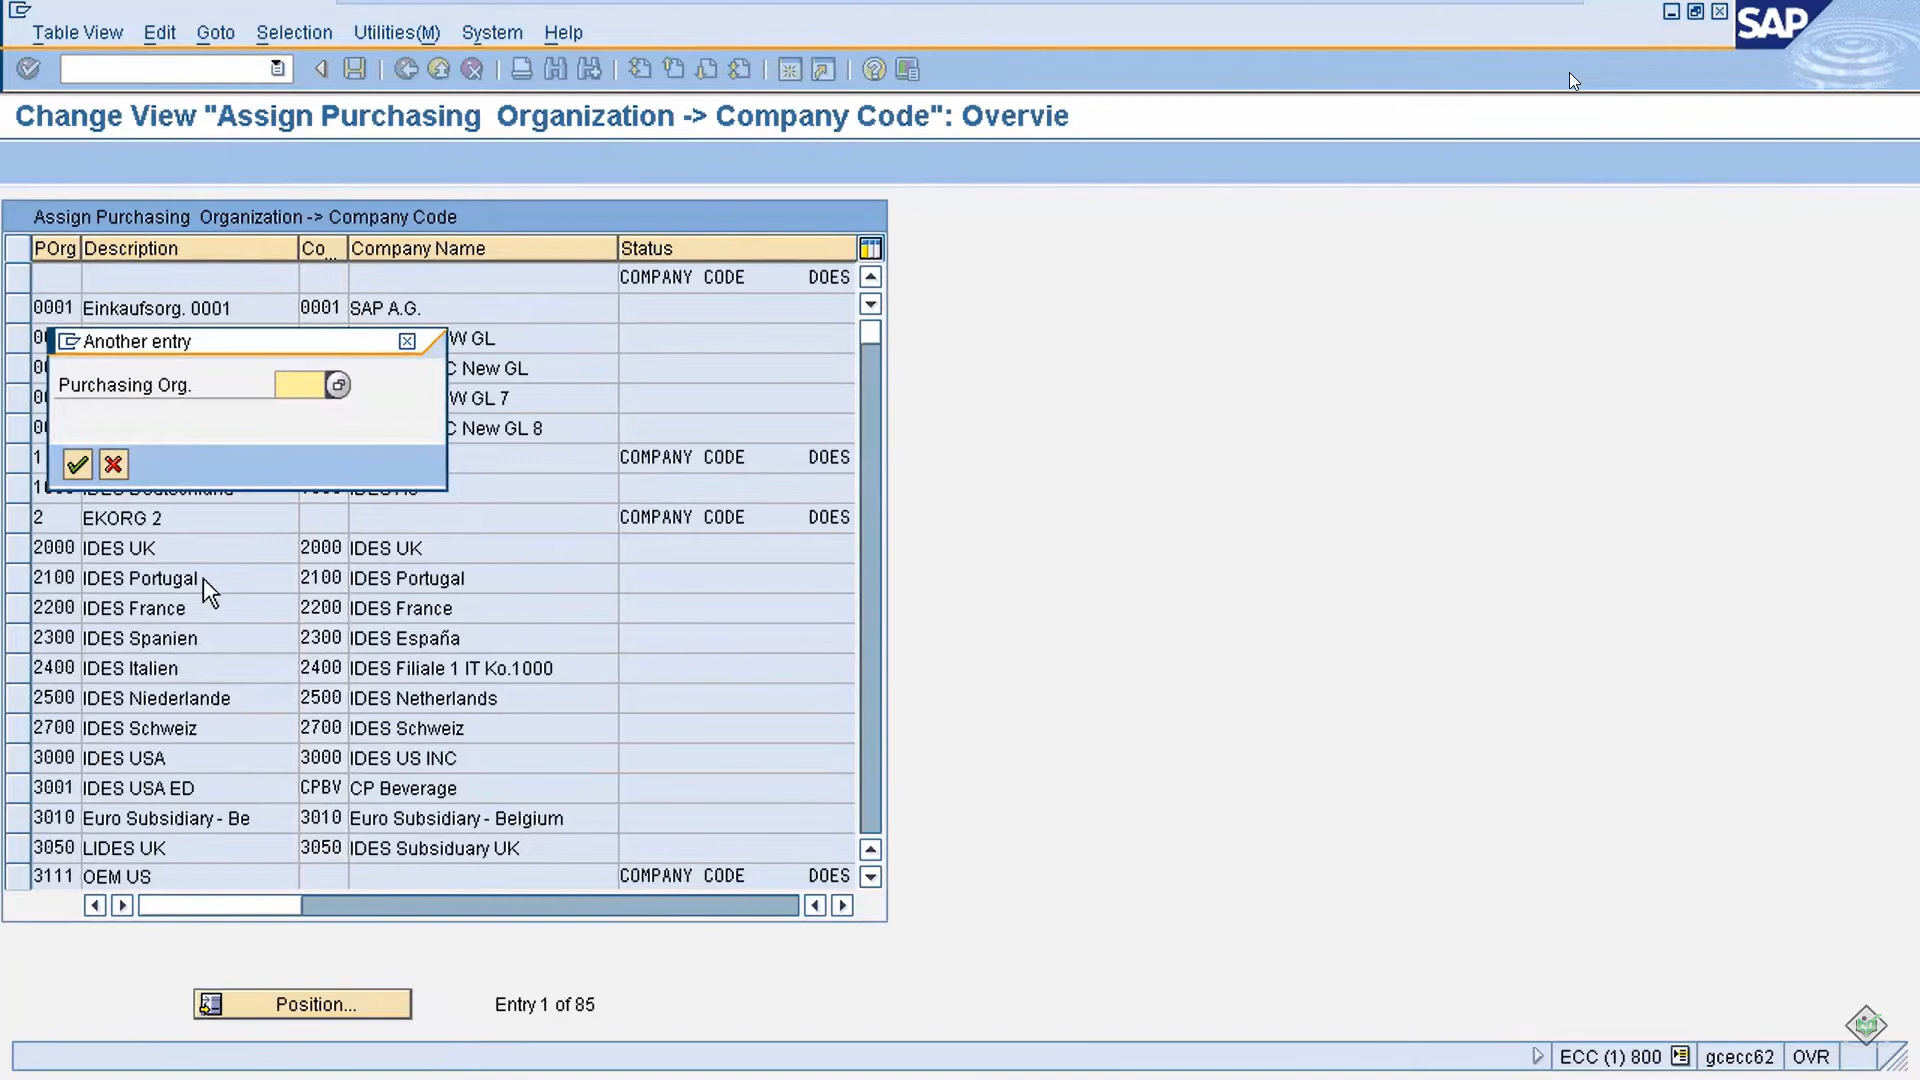 Table View Edit Goto Selection Utilities(M) System Help
SAP
Change View "Assign Purchasing Organization -> Company Code": Overvie
Assign Purchasing Organization -> Company Code
POrg Description Co... Company Name Status
COMPANY CODE DOES
0001 Einkaufsorg. 0001 0001 SAP A.G.
W GL
C New GL
W GL 7
C New GL 8
1 COMPANY CODE DOES
Another entry
Purchasing Org.
2 EKORG 2 COMPANY CODE DOES
2000 IDES UK 2000 IDES UK
2100 IDES Portugal 2100 IDES Portugal
2200 IDES France 2200 IDES France
2300 IDES Spanien 2300 IDES España
2400 IDES Italien 2400 IDES Filiale 1 IT Ko.1000
2500 IDES Niederlande 2500 IDES Netherlands
2700 IDES Schweiz 2700 IDES Schweiz
3000 IDES USA 3000 IDES US INC
3001 IDES USA ED CPBV CP Beverage
3010 Euro Subsidiary - Be 3010 Euro Subsidiary - Belgium
3050 LIDES UK 3050 IDES Subsiduary UK
3111 OEM US COMPANY CODE DOES
Position... Entry 1 of 85
ECC (1) 800 gcecc62 OVR